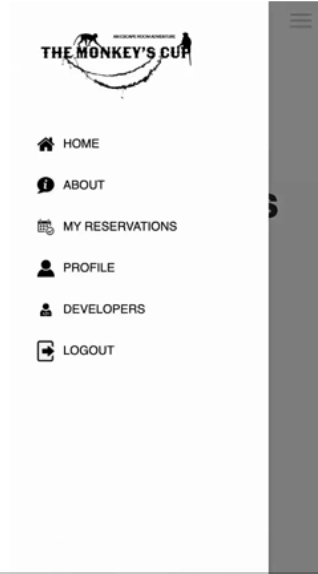 AN ESCAPE ROOM ADVENTURE
THE MONKEY'S CUP
HOME
ABOUT
MY RESERVATIONS
PROFILE
DEVELOPERS
LOGOUT
S